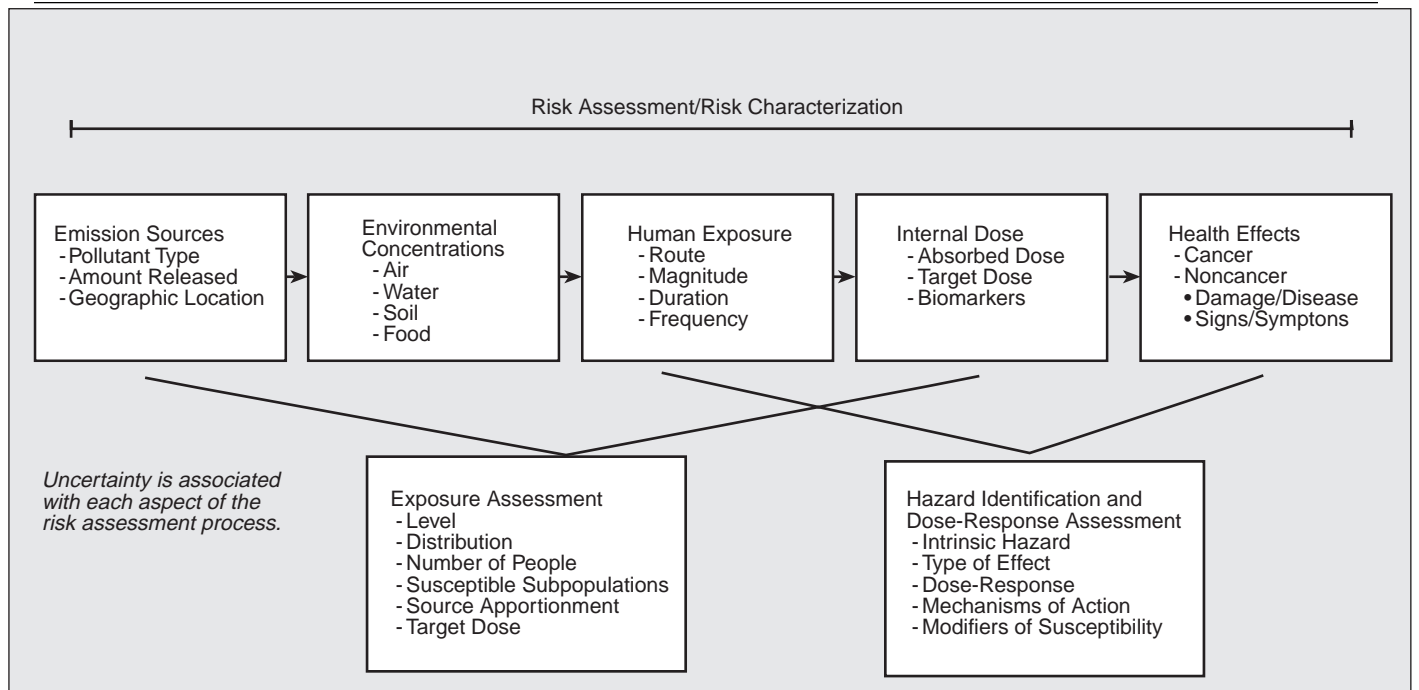 Risk Assessment/Risk Characterization
Emission Sources
- Pollutant Type
- Amount Released
- Geographic Location
Environmental
Concentrations
- Air
- Water
- Soil
- Food
Human Exposure
- Route
- Magnitude
- Duration
- Frequency
Internal Dose
- Absorbed Dose
- Target Dose
- Biomarkers
Health Effects
- Cancer
- Noncancer
• Damage/Disease
• Signs/Symptons
Uncertainty is associated
with each aspect of the
risk assessment process.
Exposure Assessment
- Level
- Distribution
- Number of People
- Susceptible Subpopulations
- Source Apportionment
- Target Dose
Hazard Identification and
Dose-Response Assessment
- Intrinsic Hazard
- Type of Effect
- Dose-Response
- Mechanisms of Action
- Modifiers of Susceptibility